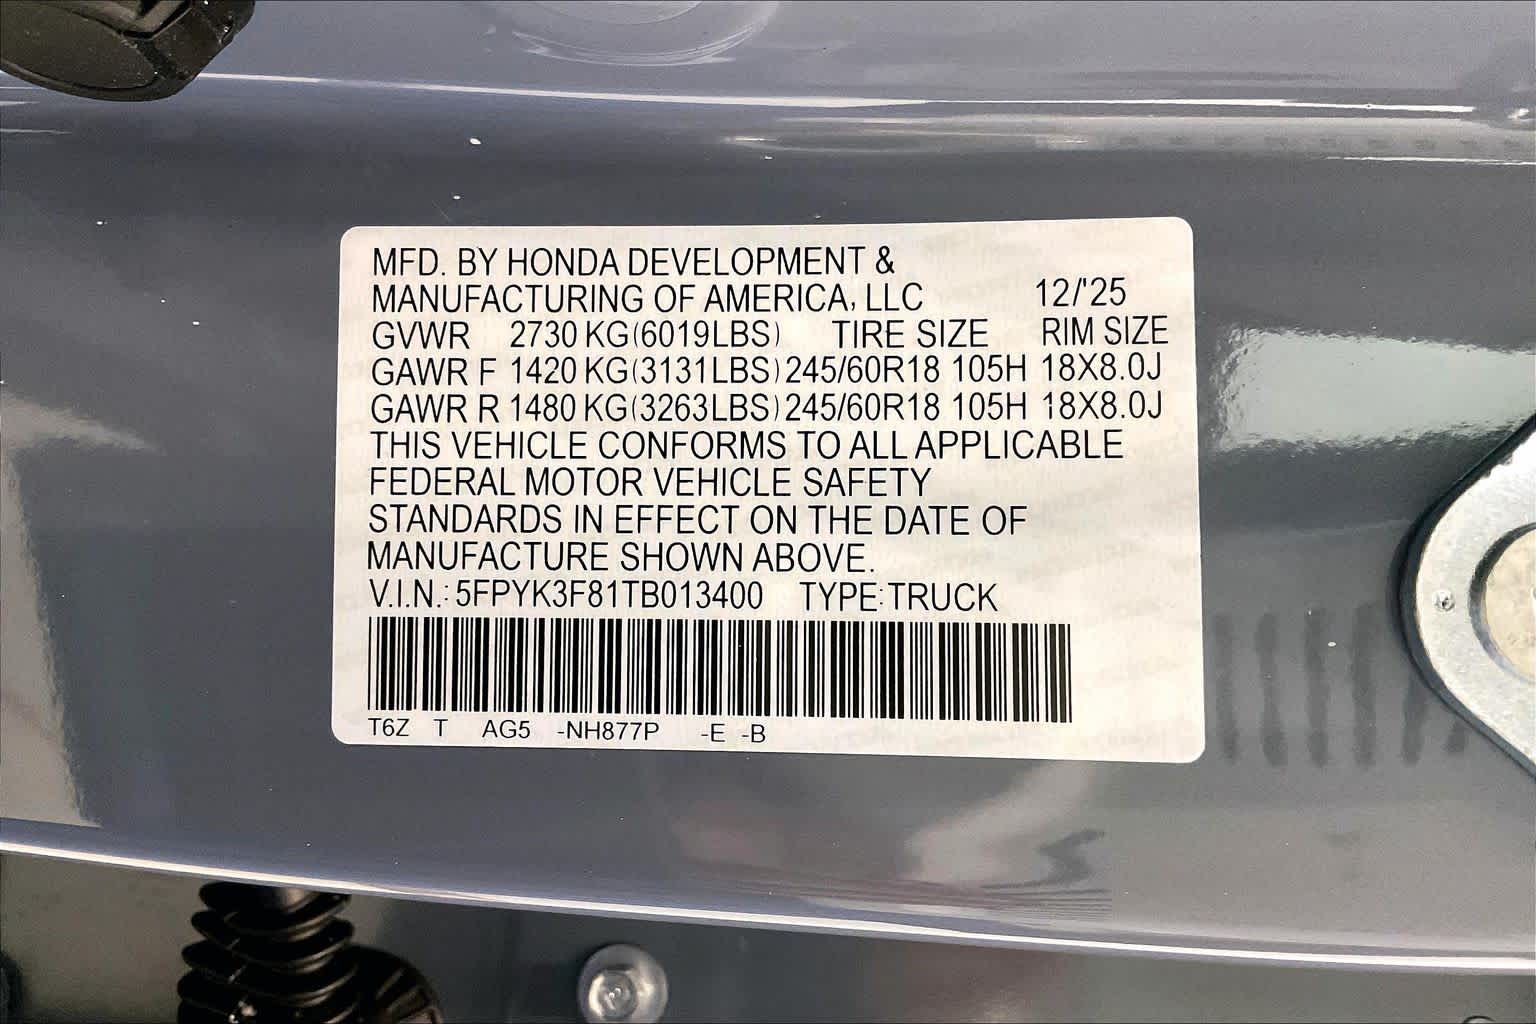 MFD. BY HONDA DEVELOPMENT &
MANUFACTURING OF AMERICA, LLC 12/'25
GVWR 2730 KG(6019LBS) TIRE SIZE RIM SIZE
GAWR F 1420 KG(3131LBS) 245/60R18 105H 18X8.0J
GAWR R 1480 KG(3263LBS) 245/60R18 105H 18X8.0J
THIS VEHICLE CONFORMS TO ALL APPLICABLE
FEDERAL MOTOR VEHICLE SAFETY
STANDARDS IN EFFECT ON THE DATE OF
MANUFACTURE SHOWN ABOVE.
V.I.N.: 5FPYK3F81TB013400 TYPE: TRUCK
T6Z T AG5 -NH877P -E -B